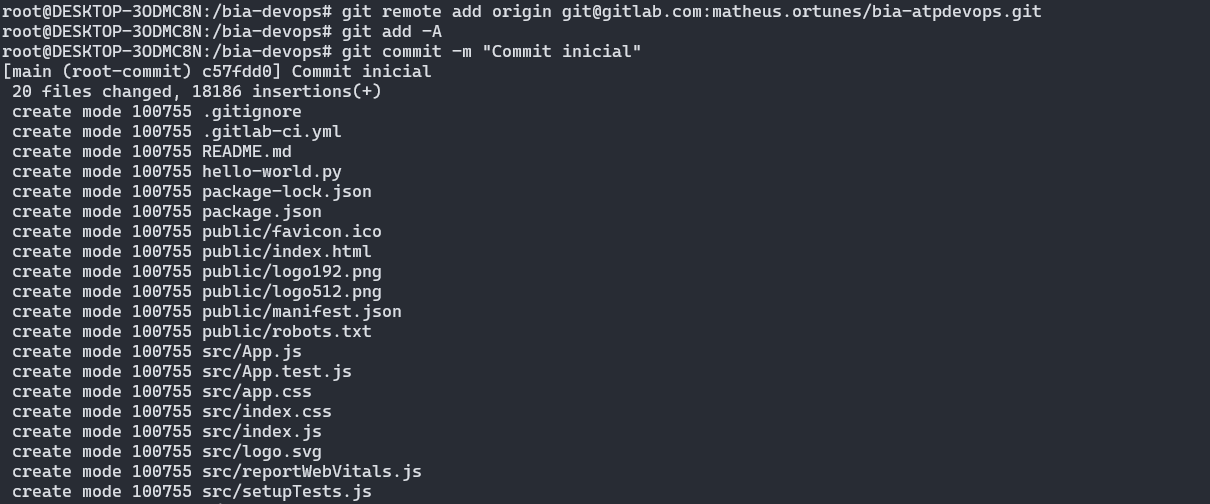 root@DESKTOP-3ODMC8N:/bia-devops# git remote add origin git@gitlab.com:matheus.ortunes/bia-atpdevops.git
root@DESKTOP-3ODMC8N:/bia-devops# git add -A
root@DESKTOP-3ODMC8N:/bia-devops# git commit -m "Commit inicial"
[main (root-commit) c57fdd0] Commit inicial
 20 files changed, 18186 insertions(+)
 create mode 100755 .gitignore
 create mode 100755 .gitlab-ci.yml
 create mode 100755 README.md
 create mode 100755 hello-world.py
 create mode 100755 package-lock.json
 create mode 100755 package.json
 create mode 100755 public/favicon.ico
 create mode 100755 public/index.html
 create mode 100755 public/logo192.png
 create mode 100755 public/logo512.png
 create mode 100755 public/manifest.json
 create mode 100755 public/robots.txt
 create mode 100755 src/App.js
 create mode 100755 src/App.test.js
 create mode 100755 src/app.css
 create mode 100755 src/index.css
 create mode 100755 src/index.js
 create mode 100755 src/logo.svg
 create mode 100755 src/reportWebVitals.js
 create mode 100755 src/setupTests.js